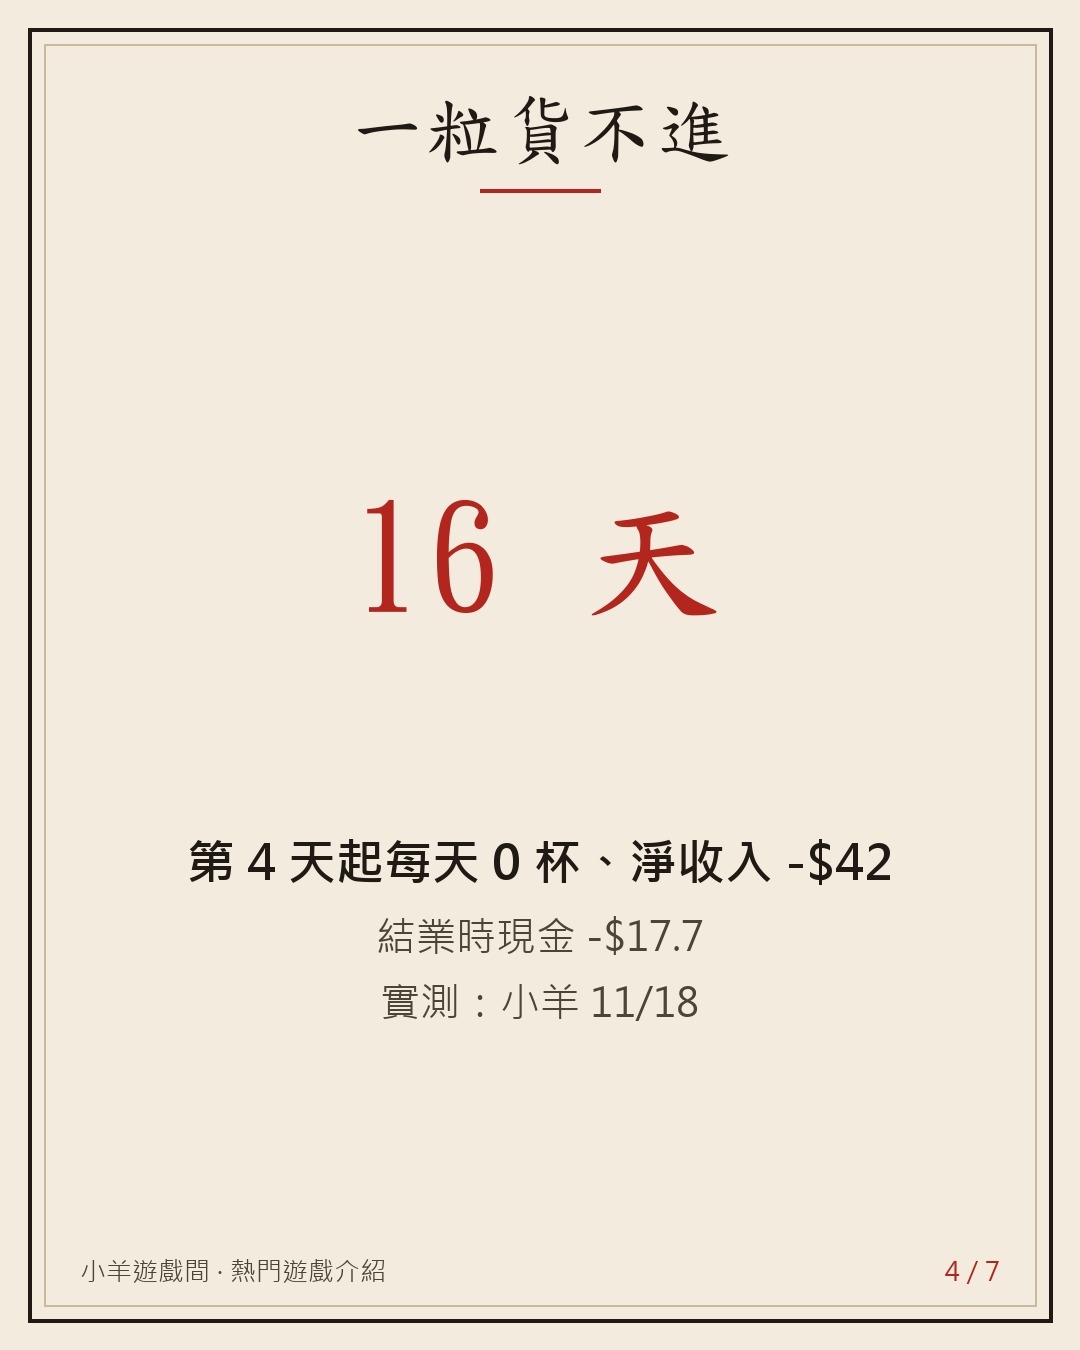 一粒貨不進
16 天
第 4 天起每天 0 杯、淨收入 -$42
結業時現金 -$17.7
實測：小羊 11/18
小羊遊戲間 · 熱門遊戲介紹
4 / 7